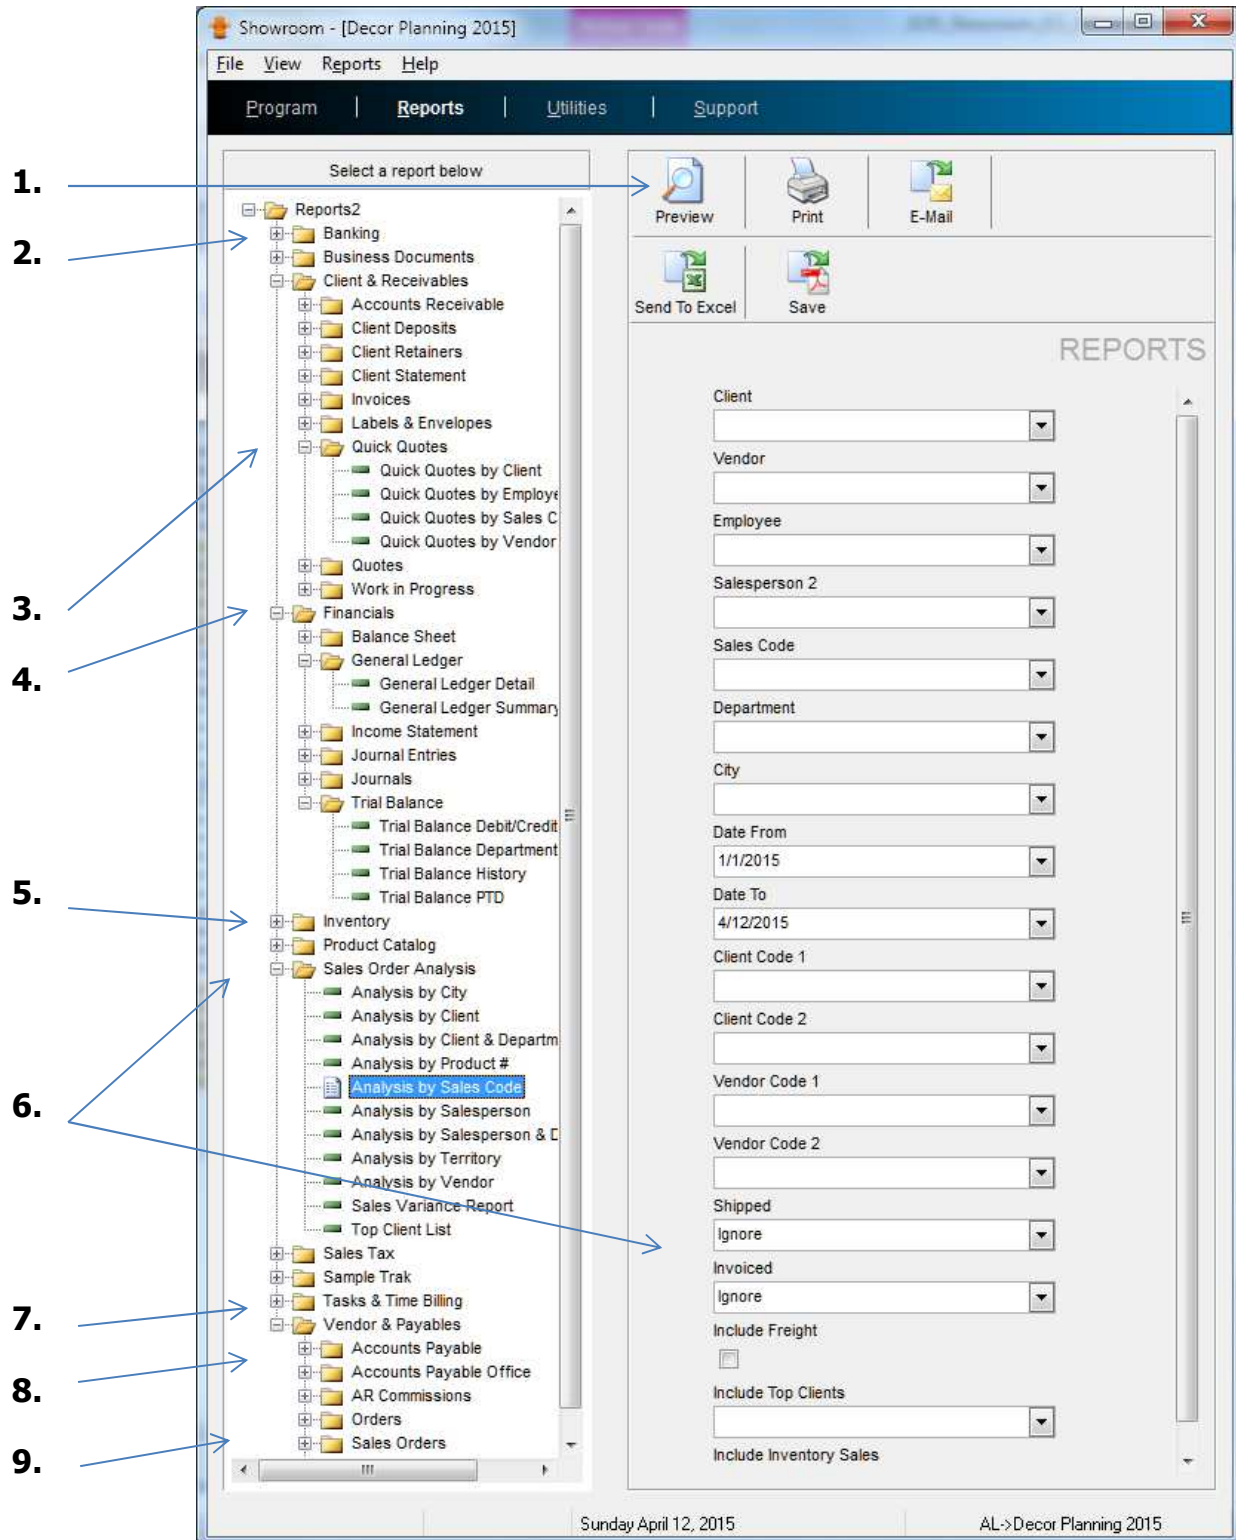 Showroom - [Decor Planning 2015]
File View Reports Help
Program | Reports | Utilities | Support
Select a report below
1.
2.
3.
4.
5.
6.
7.
8.
9.
Reports2
Banking
Business Documents
Client & Receivables
Accounts Receivable
Client Deposits
Client Retainers
Client Statement
Invoices
Labels & Envelopes
Quick Quotes
Quick Quotes by Client
Quick Quotes by Employe
Quick Quotes by Sales C
Quick Quotes by Vendor
Quotes
Work in Progress
Financials
Balance Sheet
General Ledger
General Ledger Detail
General Ledger Summary
Income Statement
Journal Entries
Journals
Trial Balance
Trial Balance Debit/Credit
Trial Balance Department
Trial Balance History
Trial Balance PTD
Inventory
Product Catalog
Sales Order Analysis
Analysis by City
Analysis by Client
Analysis by Client & Departm
Analysis by Product #
Analysis by Sales Code
Analysis by Salesperson
Analysis by Salesperson & D
Analysis by Territory
Analysis by Vendor
Sales Variance Report
Top Client List
Sales Tax
Sample Trak
Tasks & Time Billing
Vendor & Payables
Accounts Payable
Accounts Payable Office
AR Commissions
Orders
Sales Orders
Preview
Print
E-Mail
Send To Excel
Save
REPORTS
Client
Vendor
Employee
Salesperson 2
Sales Code
Department
City
Date From
1/1/2015
Date To
4/12/2015
Client Code 1
Client Code 2
Vendor Code 1
Vendor Code 2
Shipped
Ignore
Invoiced
Ignore
Include Freight
Include Top Clients
Include Inventory Sales
Sunday April 12, 2015
AL->Decor Planning 2015